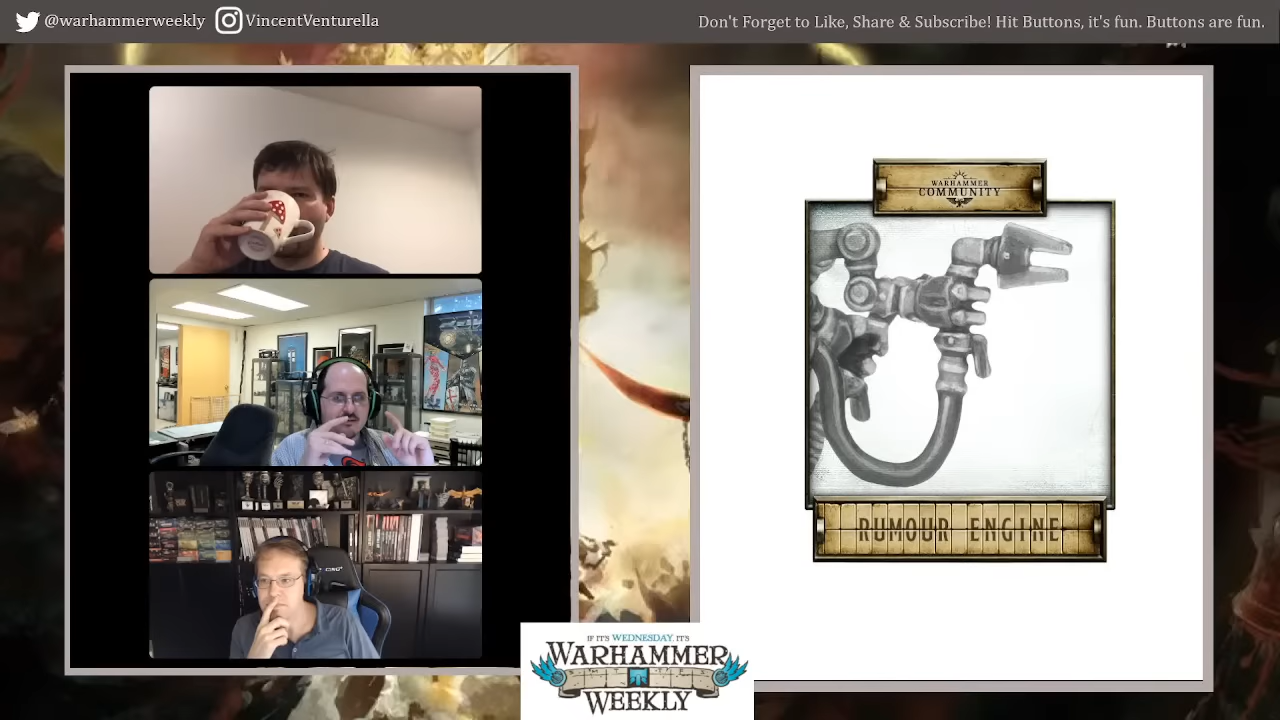 @warhammerweekly VincentVenturella
Don't Forget to Like, Share & Subscribe! Hit Buttons, it's fun. Buttons are fun.
WARHAMMER
COMMUNITY
RUMOUR ENGINE
IF IT'S WEDNESDAY, IT'S
WARHAMMER
WEEKLY